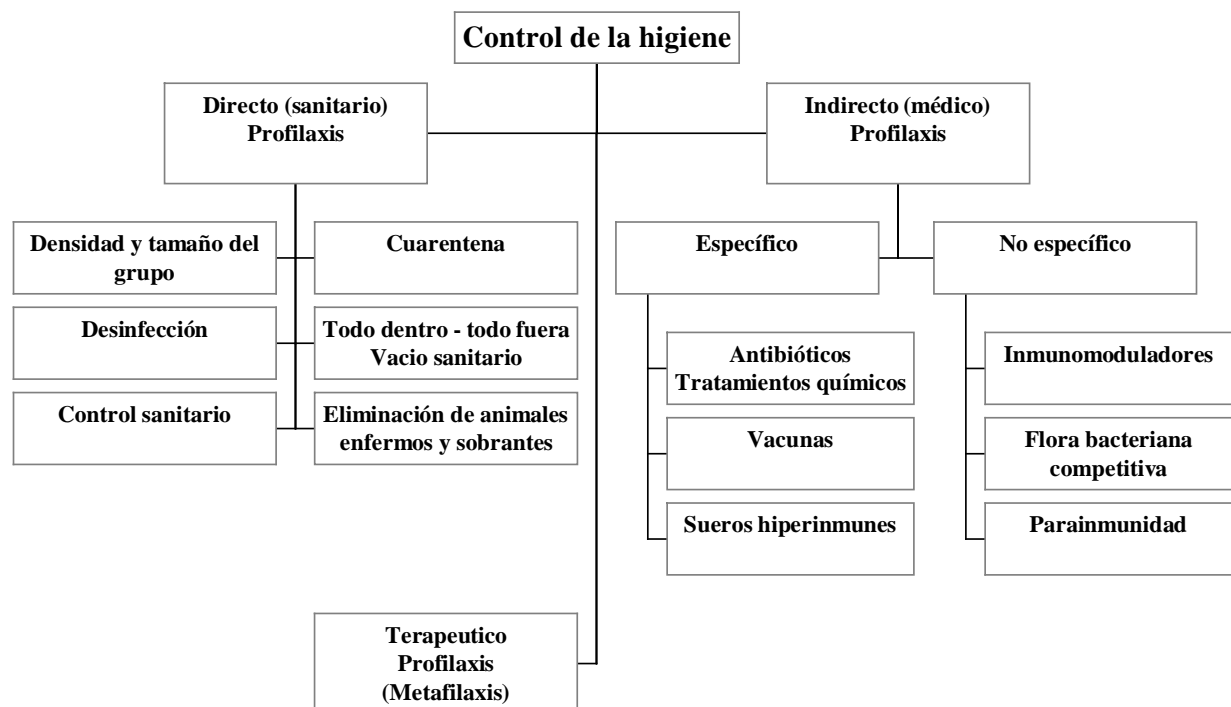 Control de la higiene
Directo (sanitario)
Profilaxis
Indirecto (médico)
Profilaxis
Densidad y tamaño del
grupo
Cuarentena
Específico
No específico
Desinfección
Todo dentro - todo fuera
Vacio sanitario
Antibióticos
Tratamientos químicos
Inmunomoduladores
Control sanitario
Eliminación de animales
enfermos y sobrantes
Vacunas
Flora bacteriana
competitiva
Sueros hiperinmunes
Parainmunidad
Terapeutico
Profilaxis
(Metafilaxis)